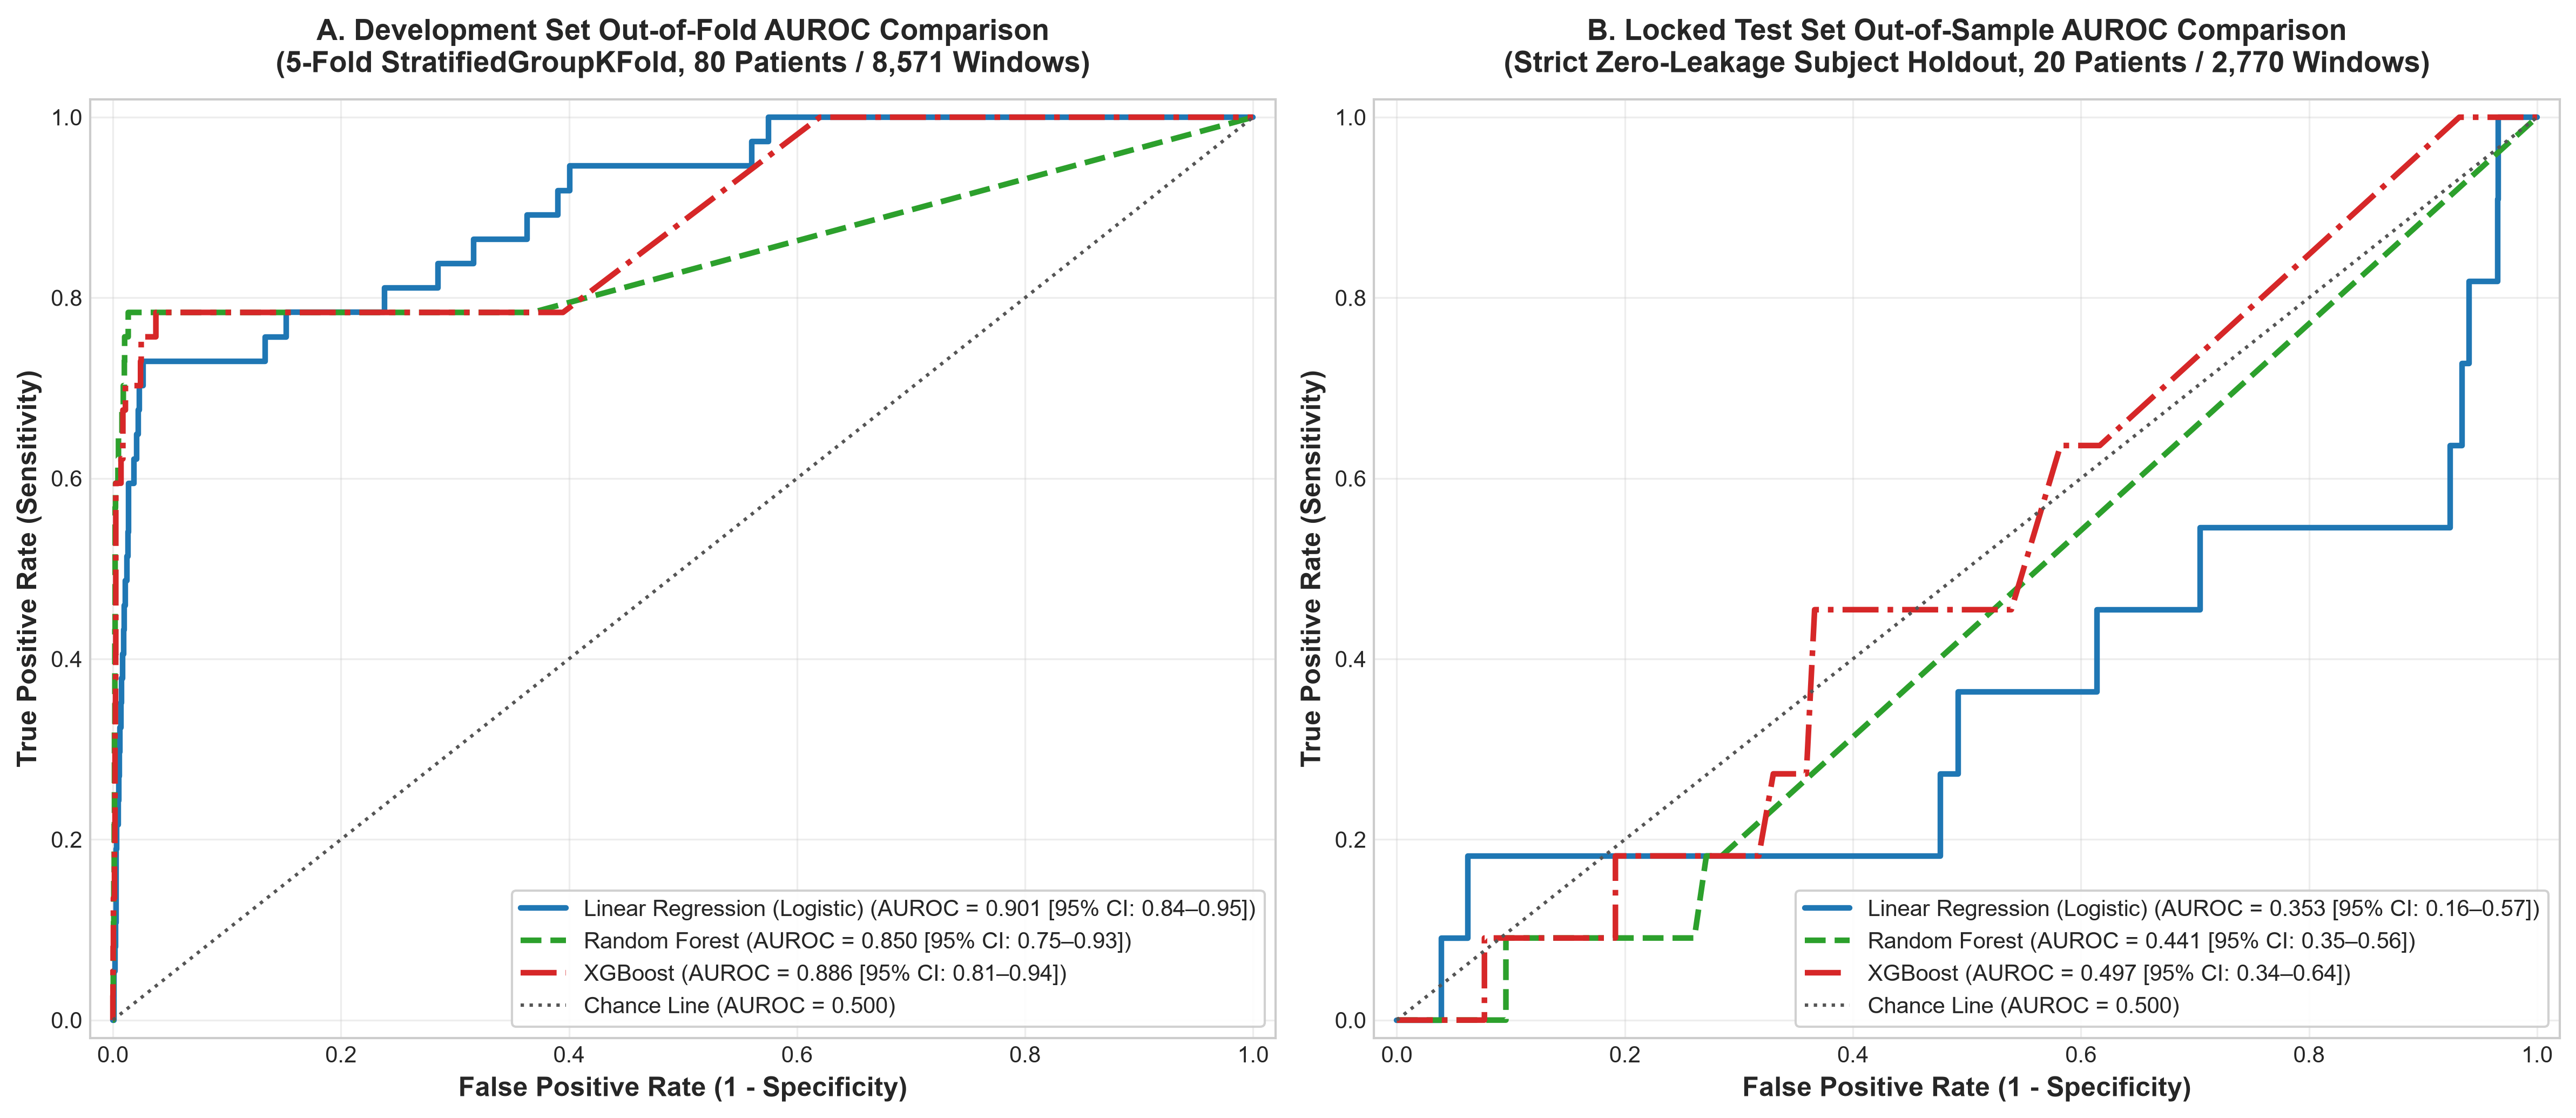 A. Development Set Out-of-Fold AUROC Comparison
(5-Fold StratifiedGroupKFold, 80 Patients / 8,571 Windows)
True Positive Rate (Sensitivity)
1.0
0.8
0.6
0.4
0.2
0.0
Linear Regression (Logistic) (AUROC = 0.901 [95% CI: 0.84–0.95])
Random Forest (AUROC = 0.850 [95% CI: 0.75–0.93])
XGBoost (AUROC = 0.886 [95% CI: 0.81–0.94])
Chance Line (AUROC = 0.500)
0.0 0.2 0.4 0.6 0.8 1.0
False Positive Rate (1 - Specificity)
B. Locked Test Set Out-of-Sample AUROC Comparison
(Strict Zero-Leakage Subject Holdout, 20 Patients / 2,770 Windows)
True Positive Rate (Sensitivity)
1.0
0.8
0.6
0.4
0.2
0.0
Linear Regression (Logistic) (AUROC = 0.353 [95% CI: 0.16–0.57])
Random Forest (AUROC = 0.441 [95% CI: 0.35–0.56])
XGBoost (AUROC = 0.497 [95% CI: 0.34–0.64])
Chance Line (AUROC = 0.500)
0.0 0.2 0.4 0.6 0.8 1.0
False Positive Rate (1 - Specificity)